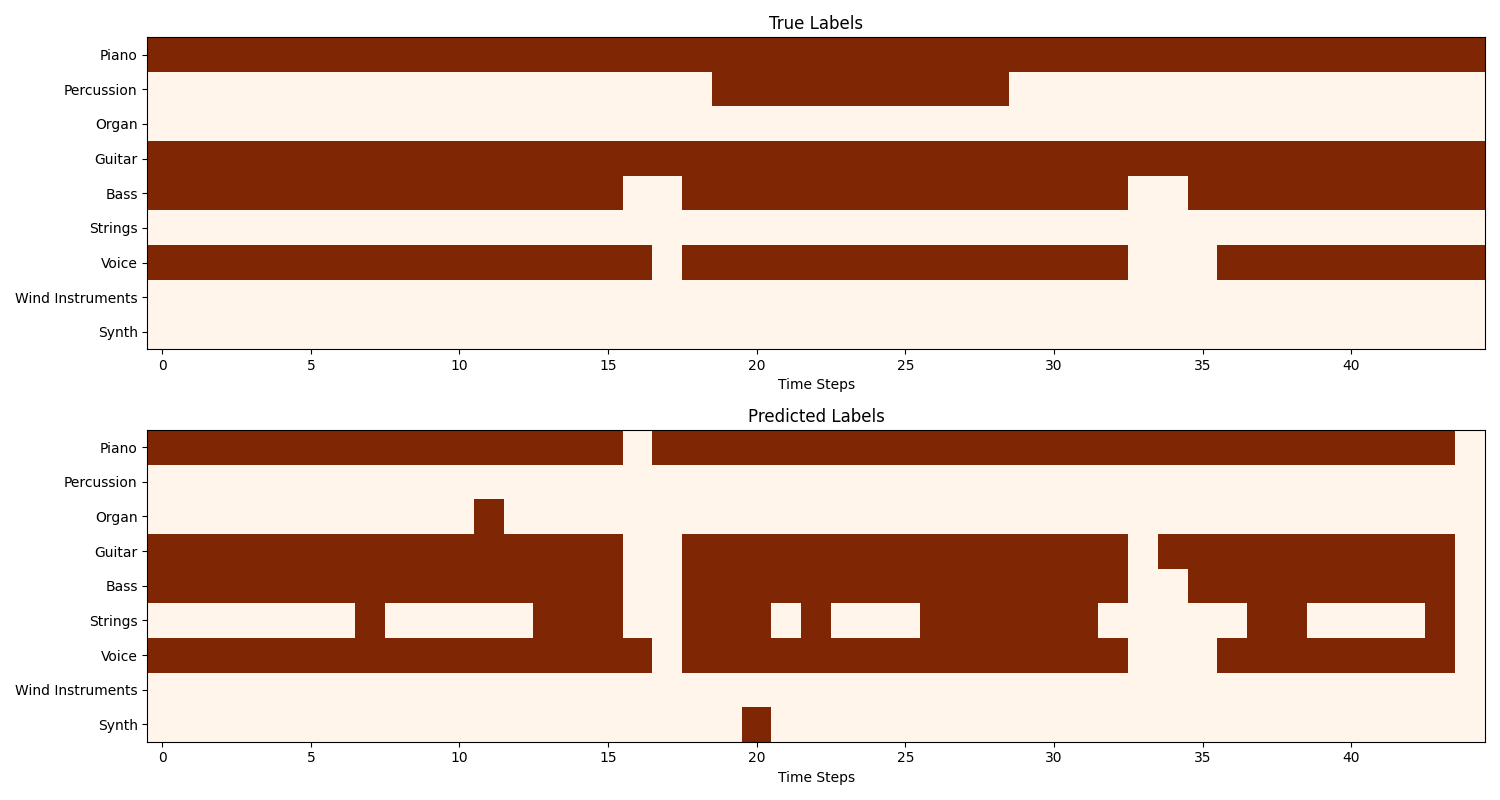 True Labels
Piano
Percussion
Organ
Guitar
Bass
Strings
Voice
Wind Instruments
Synth
0 5 10 15 20 25 30 35 40
Time Steps
Predicted Labels
Piano
Percussion
Organ
Guitar
Bass
Strings
Voice
Wind Instruments
Synth
0 5 10 15 20 25 30 35 40
Time Steps